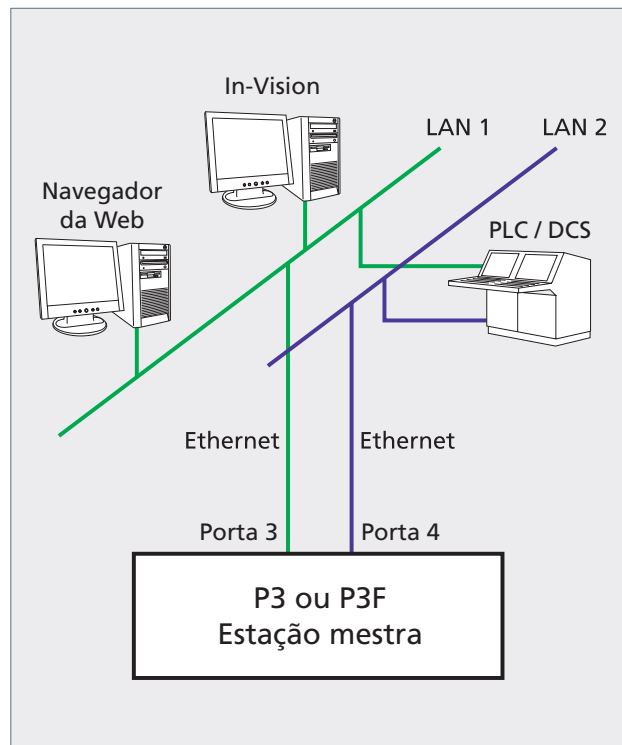 In-Vision
LAN 1
LAN 2
Navegador
da Web
PLC / DCS
Ethernet
Ethernet
Porta 3
Porta 4
P3 ou P3F
Estação mestra